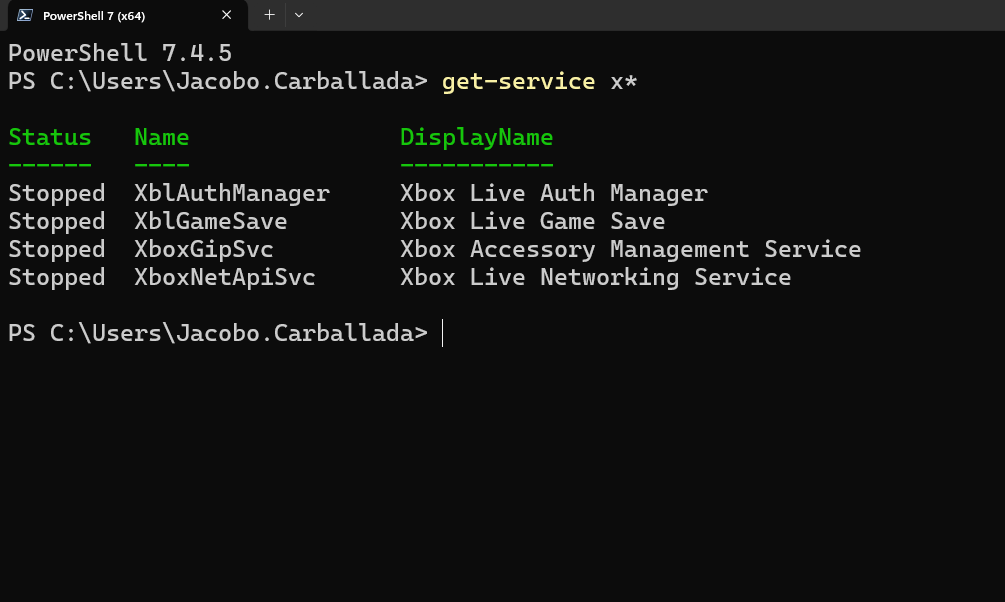 PowerShell 7 (x64)
PowerShell 7.4.5
PS C:\Users\Jacobo.Carballada> get-service x*
Status   Name               DisplayName
------   ----               -----------
Stopped  XblAuthManager     Xbox Live Auth Manager
Stopped  XblGameSave        Xbox Live Game Save
Stopped  XboxGipSvc         Xbox Accessory Management Service
Stopped  XboxNetApiSvc      Xbox Live Networking Service
PS C:\Users\Jacobo.Carballada>